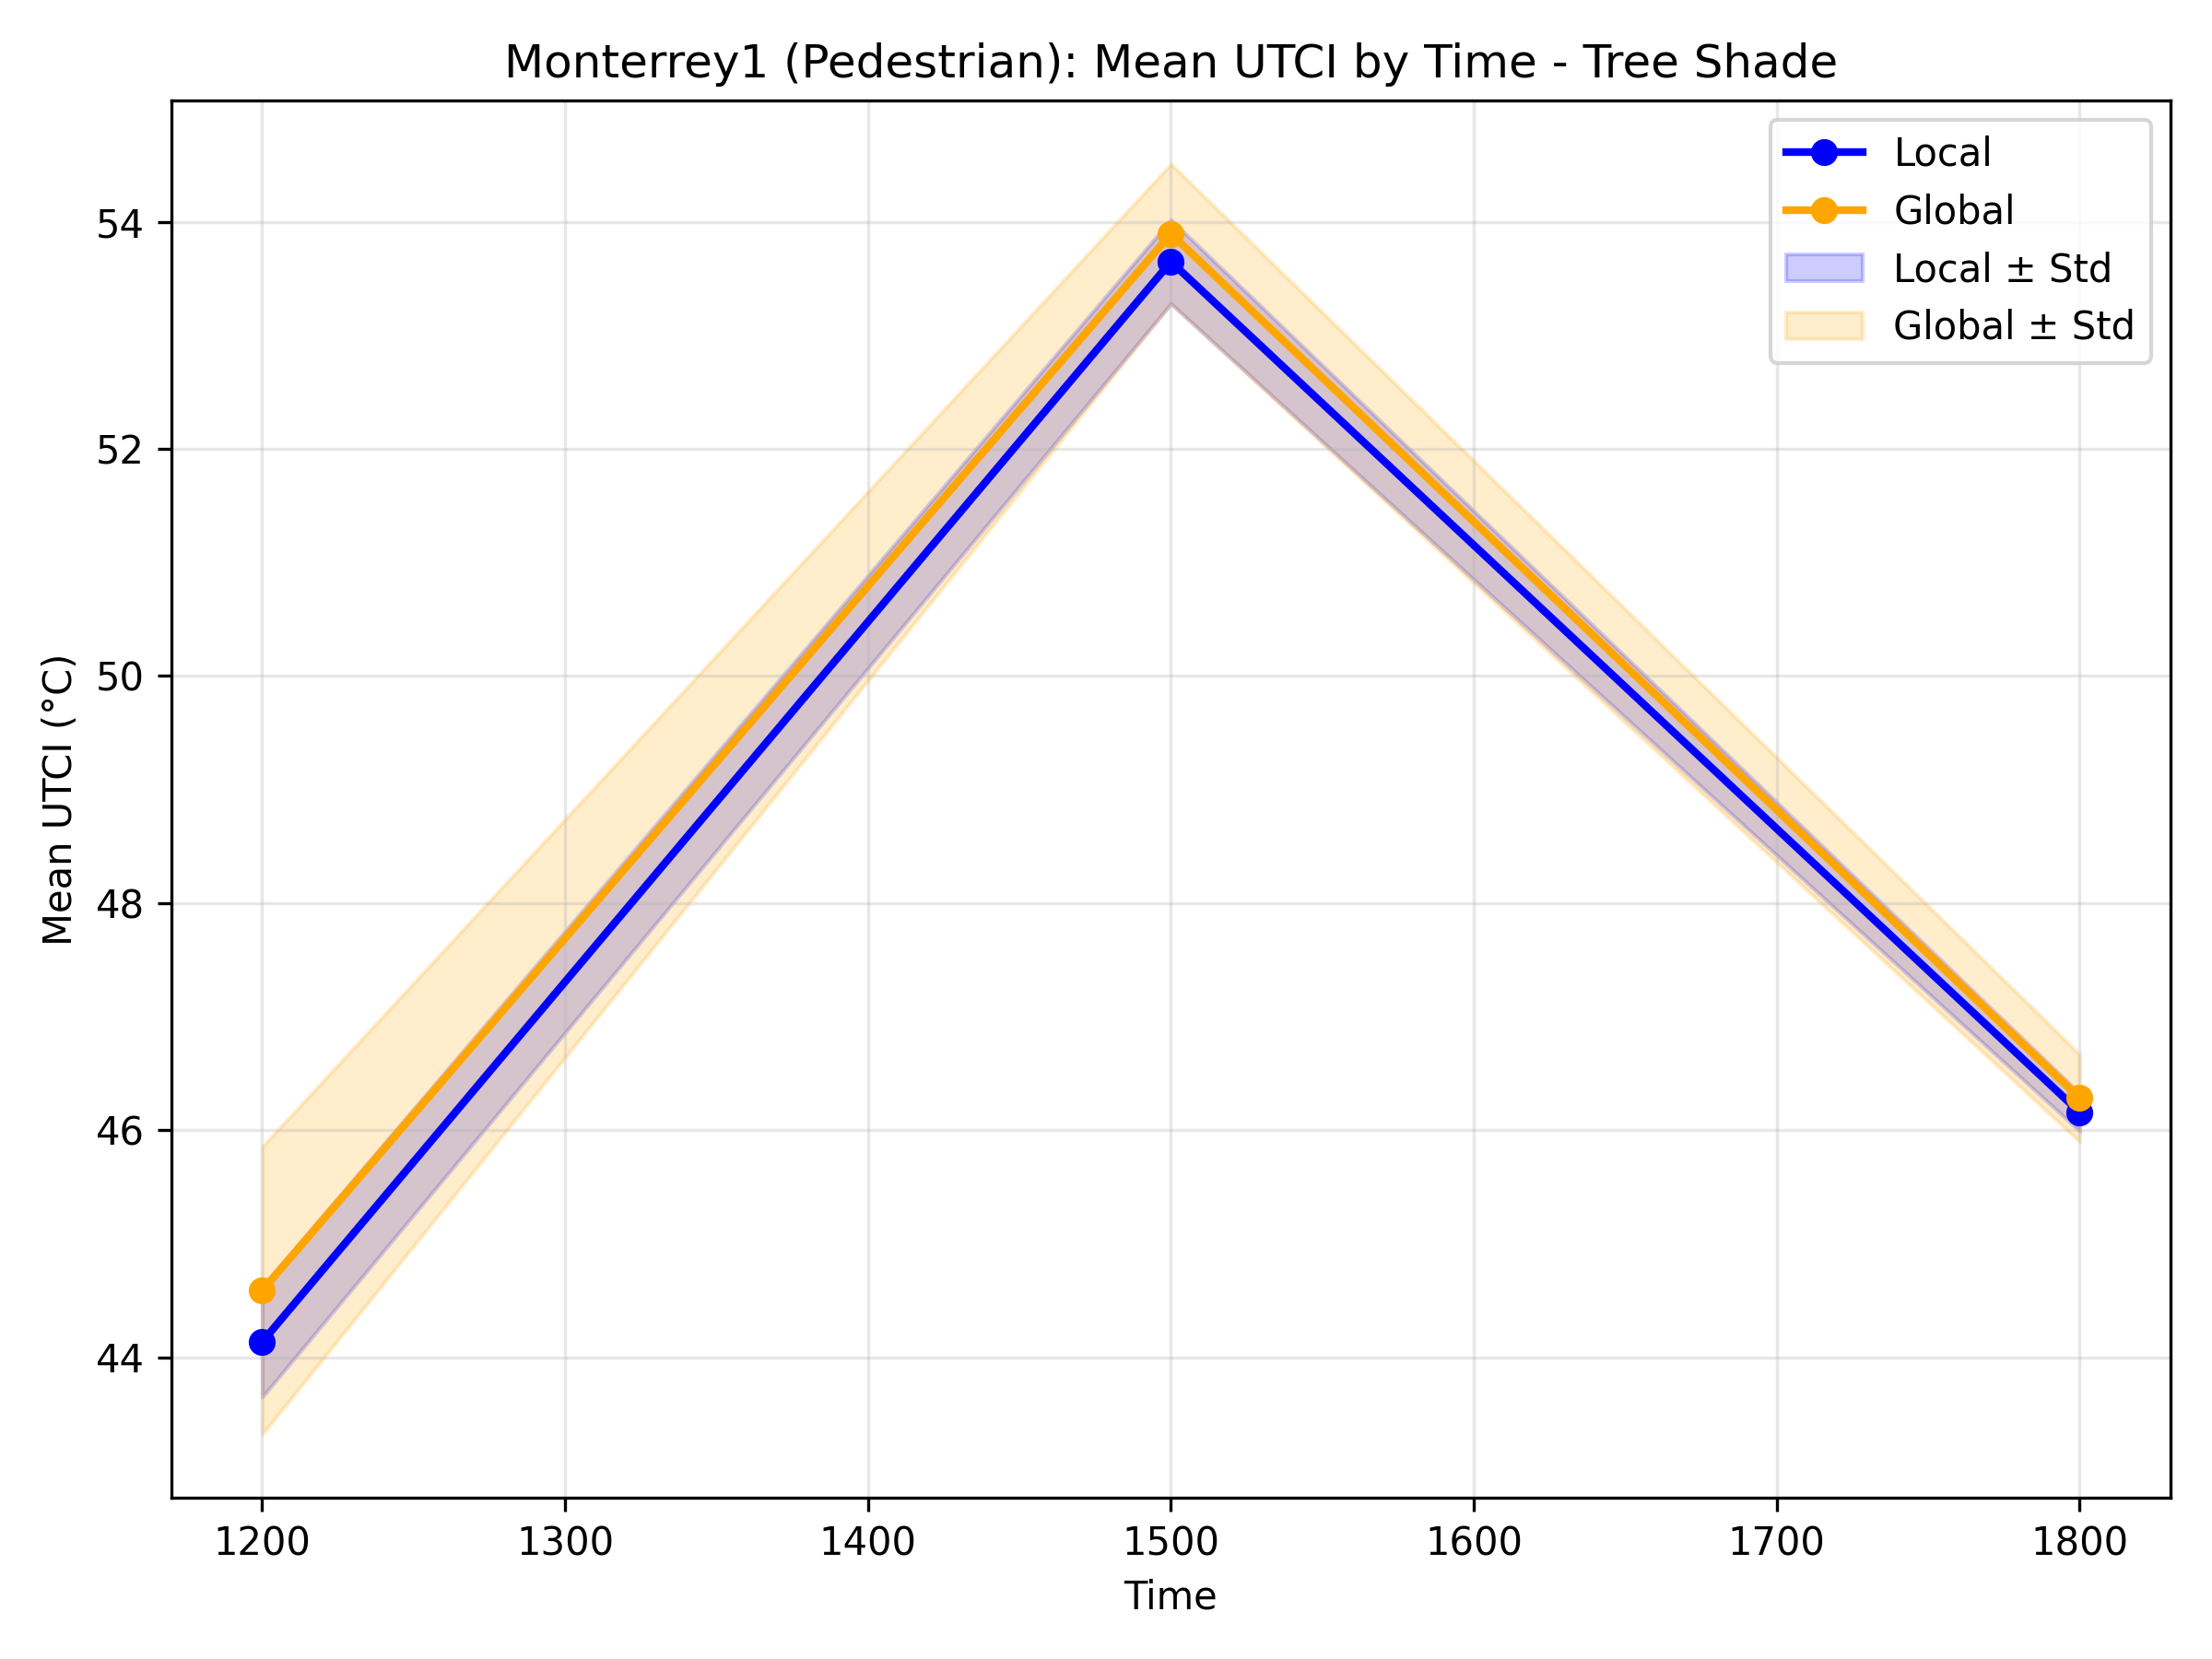 Monterrey1 (Pedestrian): Mean UTCI by Time - Tree Shade
Local
Global
Local ± Std
Global ± Std
Mean UTCI (°C)
54
52
50
48
46
44
1200 1300 1400 1500 1600 1700 1800
Time